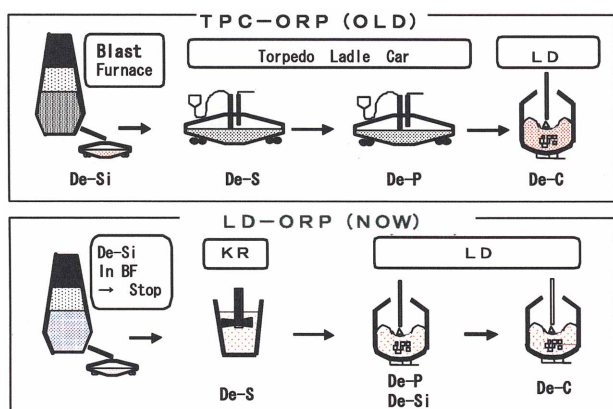 TPC-ORP (OLD)
Blast
Furnace
Torpedo Ladle Car
LD
De-Si
De-S
De-P
De-C
LD-ORP (NOW)
De-Si
In BF
→ Stop
KR
LD
De-S
De-P
De-Si
De-C